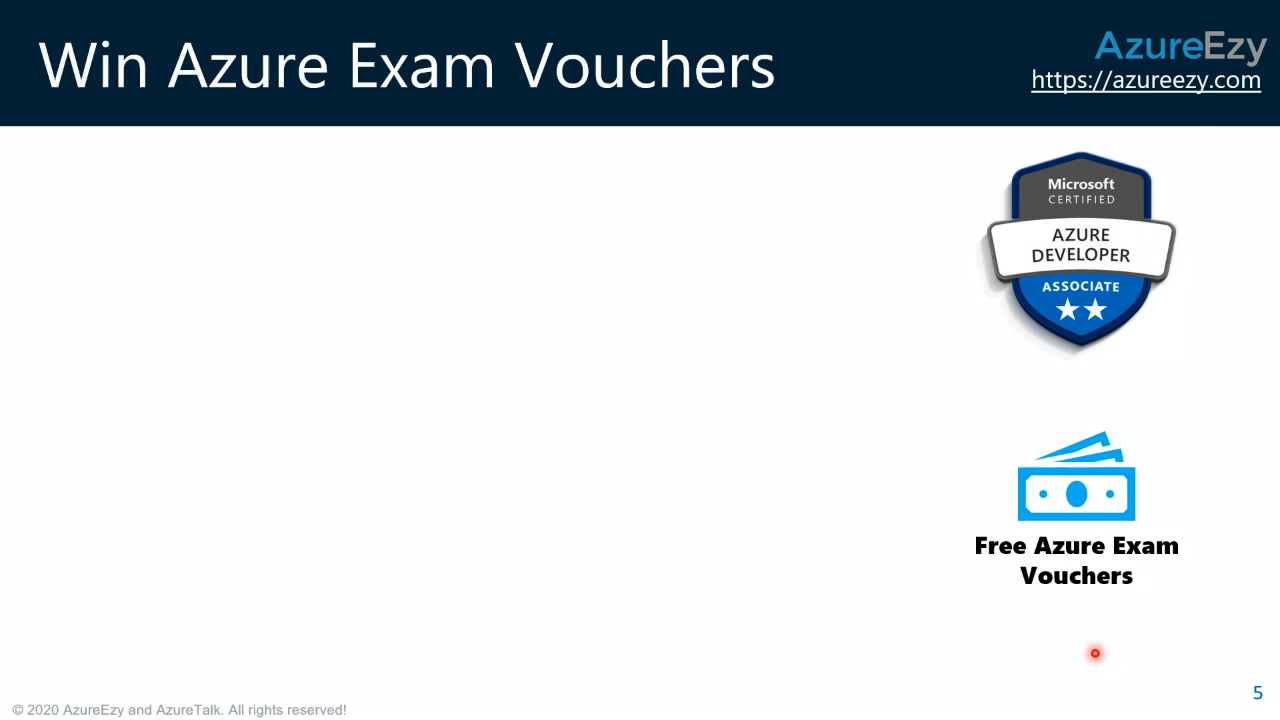 Win Azure Exam Vouchers
AzureEzy
https://azureezy.com
Microsoft
CERTIFIED
AZURE
DEVELOPER
ASSOCIATE
Free Azure Exam
Vouchers
5
© 2020 AzureEzy and AzureTalk. All rights reserved!